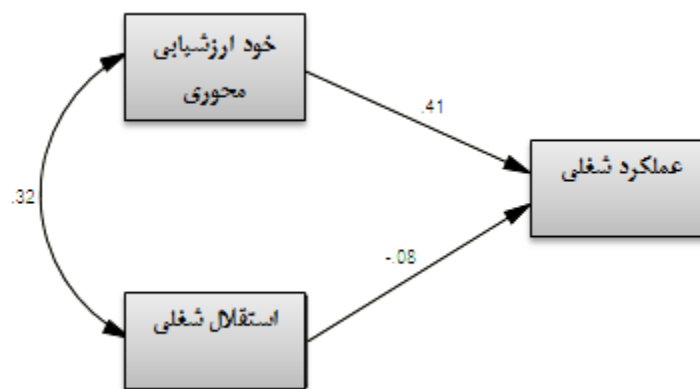 خود ارزشیابی
محوری
.41
عملکرد شغلی
.32
-.08
استقلال شغلی